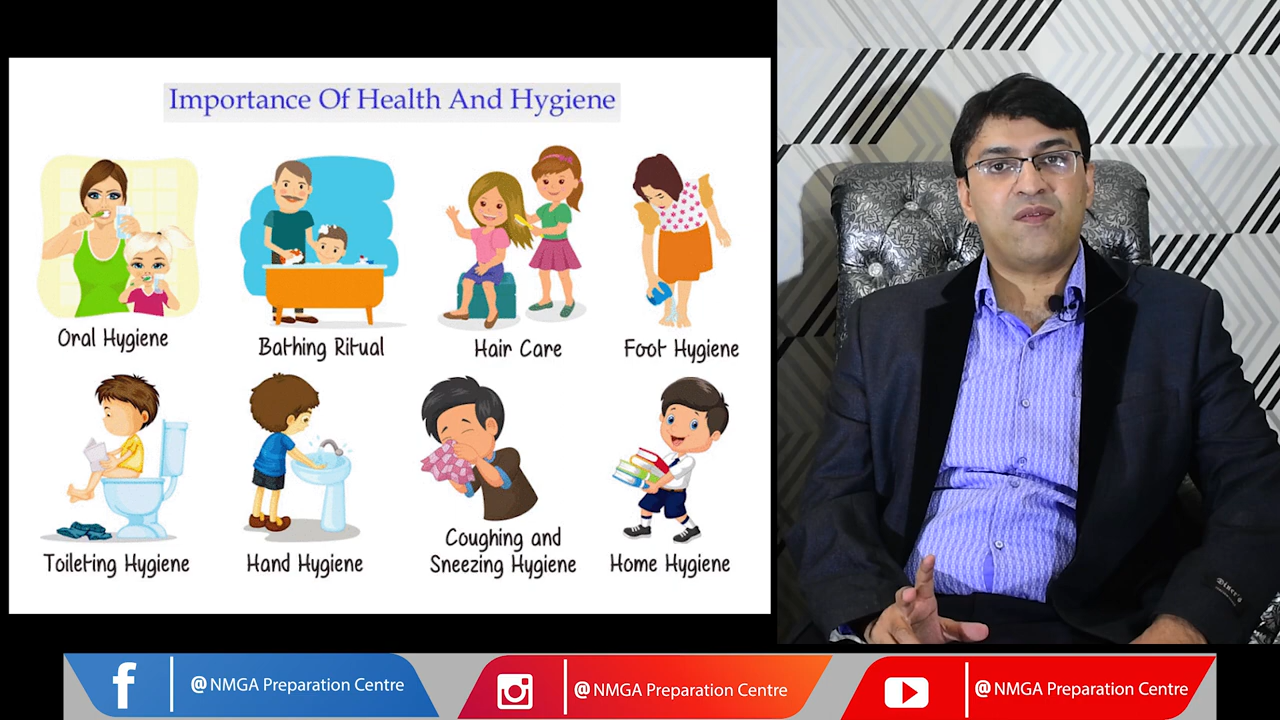 Importance Of Health And Hygiene
Oral Hygiene
Bathing Ritual
Hair Care
Foot Hygiene
Toileting Hygiene
Hand Hygiene
Coughing and
Sneezing Hygiene
Home Hygiene
Diner's
@ NMGA Preparation Centre
@ NMGA Preparation Centre
@ NMGA Preparation Centre